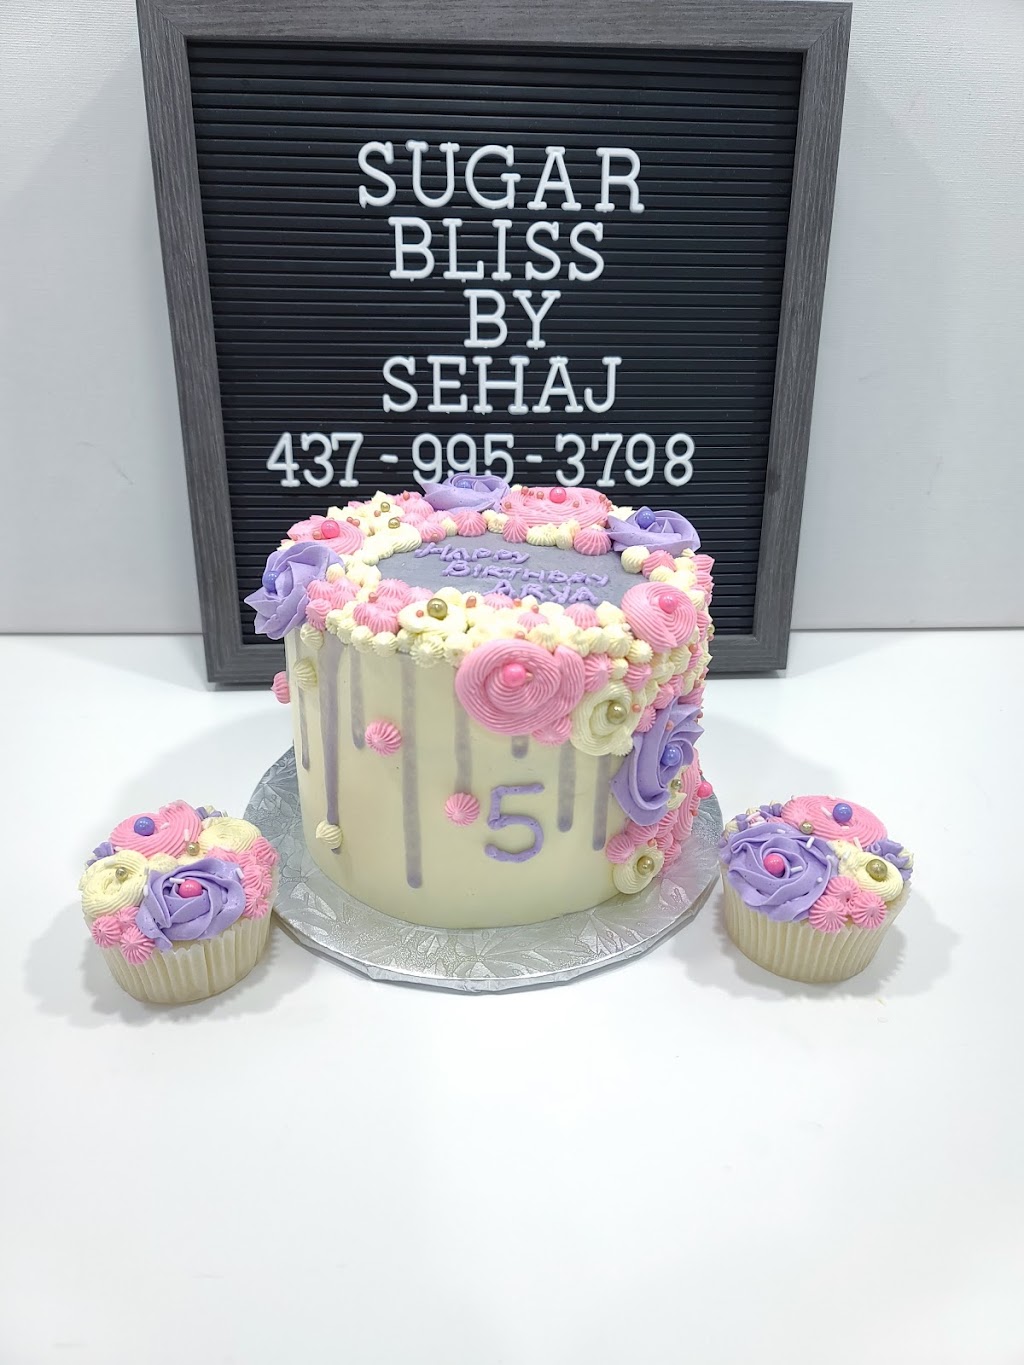 SUGAR
BLISS
BY
SEHAJ
437-995-3798
HAPPY
BIRTHDAY
ARYA
5